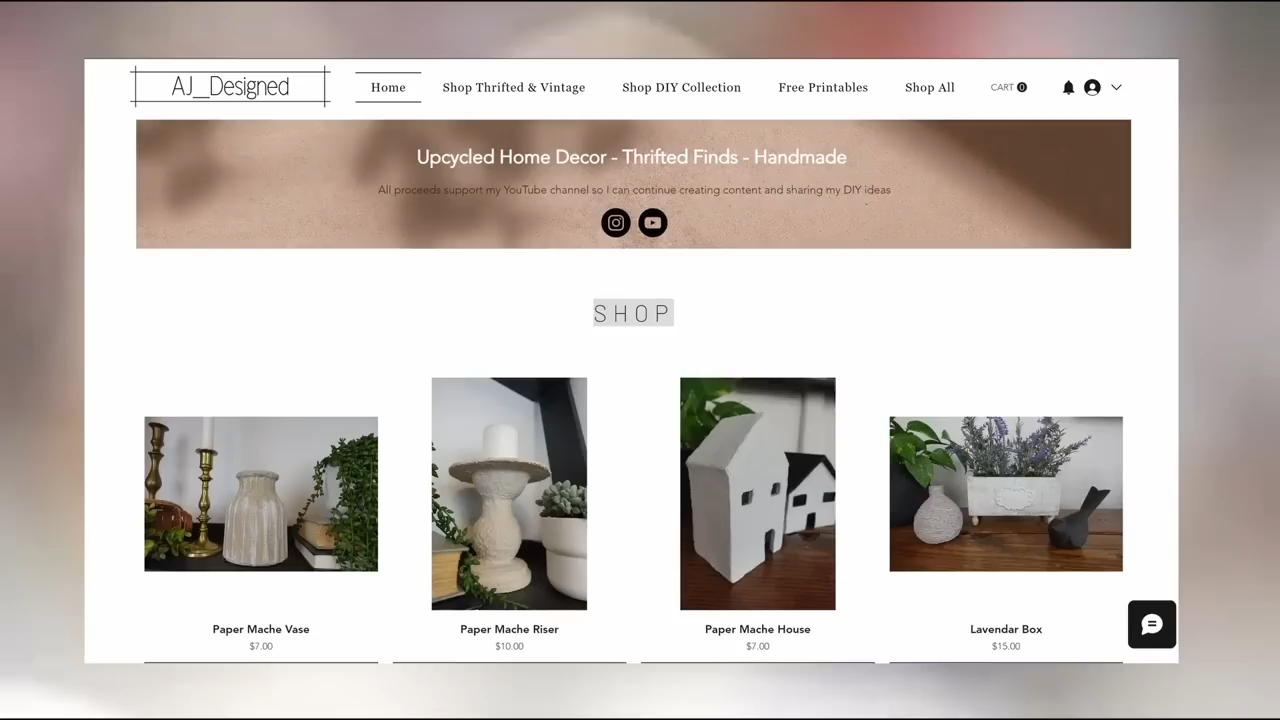 AJ_Designed
Home
Shop Thrifted & Vintage
Shop DIY Collection
Free Printables
Shop All
CART 0
Upcycled Home Decor - Thrifted Finds - Handmade
All proceeds support my YouTube channel so I can continue creating content and sharing my DIY ideas
SHOP
Paper Mache Vase
$7.00
Paper Mache Riser
$10.00
Paper Mache House
$7.00
Lavendar Box
$15.00